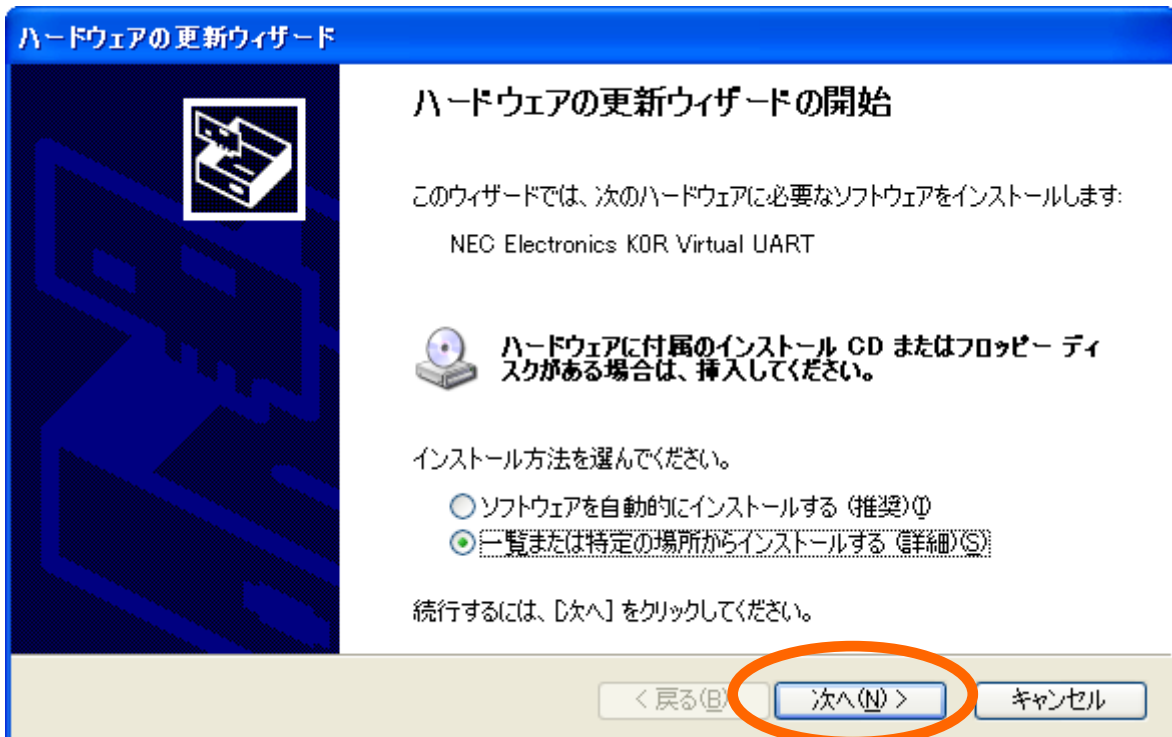 ハードウェアの更新ウィザード
ハードウェアの更新ウィザードの開始
このウィザードでは、次のハードウェアに必要なソフトウェアをインストールします:
NEC Electronics K0R Virtual UART
ハードウェアに付属のインストール CD またはフロッピー ディ
スクがある場合は、挿入してください。
インストール方法を選んでください。
ソフトウェアを自動的にインストールする (推奨)(I)
一覧または特定の場所からインストールする (詳細)(S)
続行するには、[次へ] をクリックしてください。
< 戻る(B) 次へ(N) > キャンセル